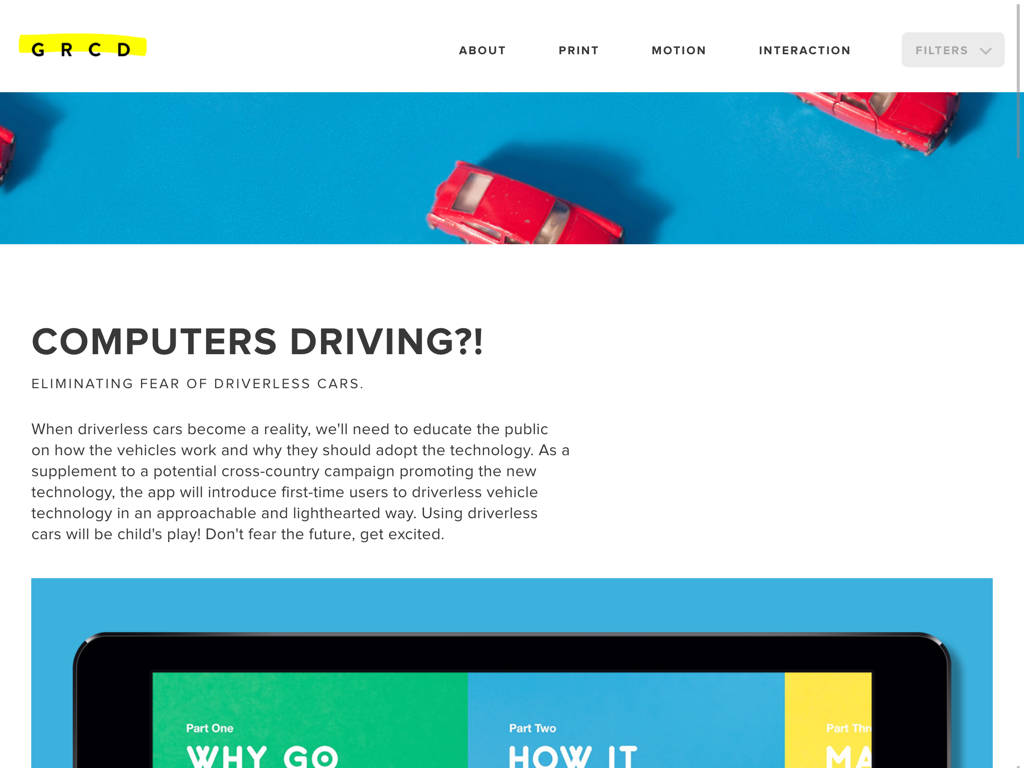 G R C D
ABOUT
PRINT
MOTION
INTERACTION
FILTERS
COMPUTERS DRIVING?!
ELIMINATING FEAR OF DRIVERLESS CARS.
When driverless cars become a reality, we'll need to educate the public
on how the vehicles work and why they should adopt the technology. As a
supplement to a potential cross-country campaign promoting the new
technology, the app will introduce first-time users to driverless vehicle
technology in an approachable and lighthearted way. Using driverless
cars will be child's play! Don't fear the future, get excited.
Part One
WHY GO
Part Two
HOW IT
Part Thr
MA